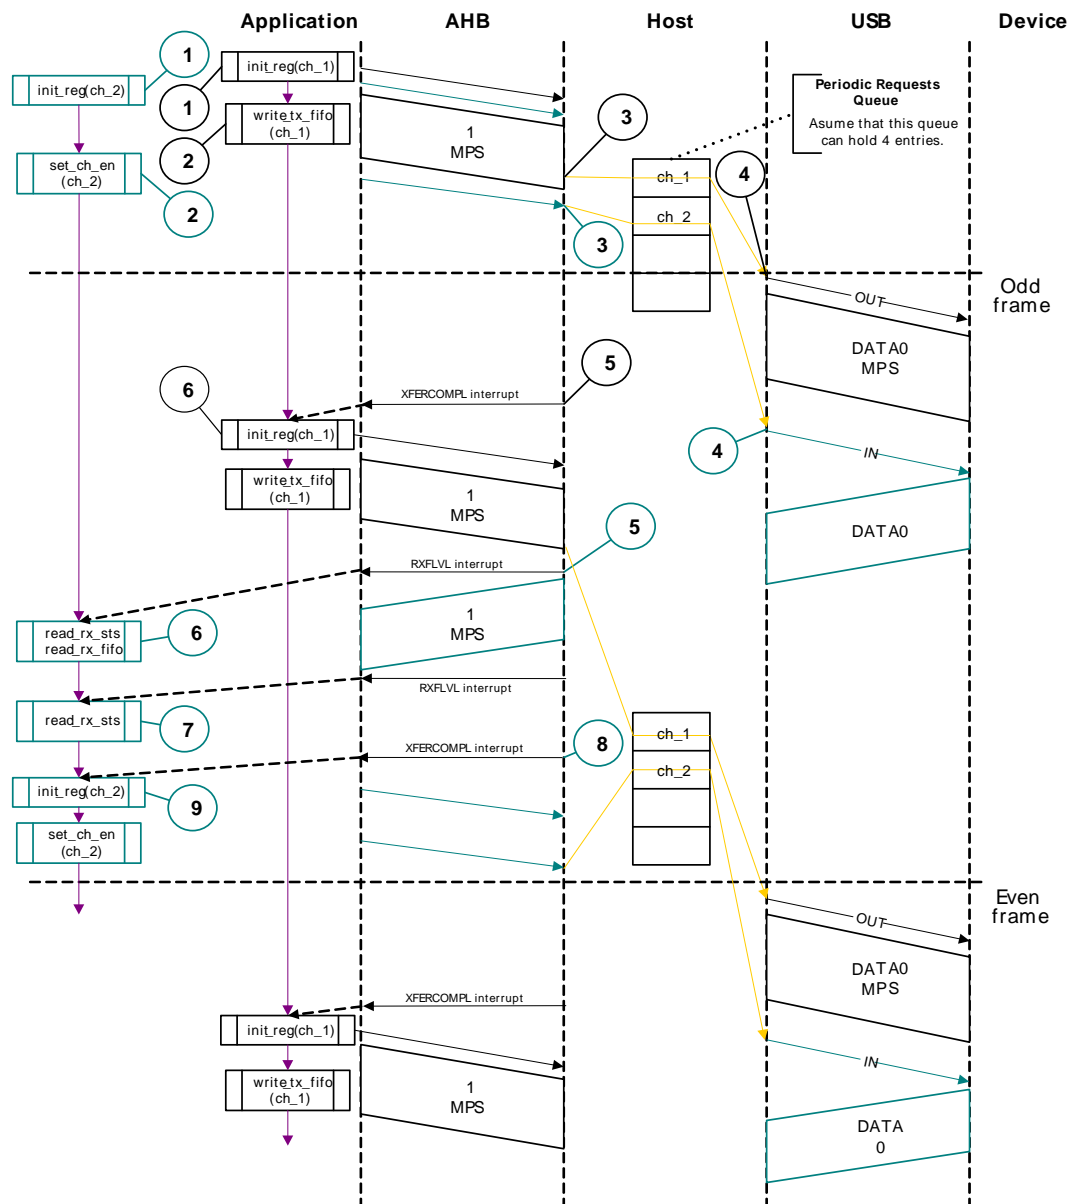 Application AHB Host USB Device
1
init_reg(ch_2)
init_reg(ch_1)
1
Periodic Requests
Queue
Asume that this queue
can hold 4 entries.
write_tx_fifo
(ch_1)
1
MPS
3
2
set_ch_en
(ch_2)
ch_1
4
2
ch_2
3
Odd
frame
OUT
DATA0
MPS
5
6
XFERCOMPL interrupt
init_reg(ch_1)
4
IN
write_tx_fifo
(ch_1)
1
MPS
5
DATA0
RXFLVL interrupt
1
MPS
read_rx_sts
read_rx_fifo
6
RXFLVL interrupt
read_rx_sts
7
ch_1
8
XFERCOMPL interrupt
ch_2
init_reg(ch_2)
9
set_ch_en
(ch_2)
Even
frame
OUT
DATA0
MPS
XFERCOMPL interrupt
init_reg(ch_1)
IN
write_tx_fifo
(ch_1)
1
MPS
DATA
0